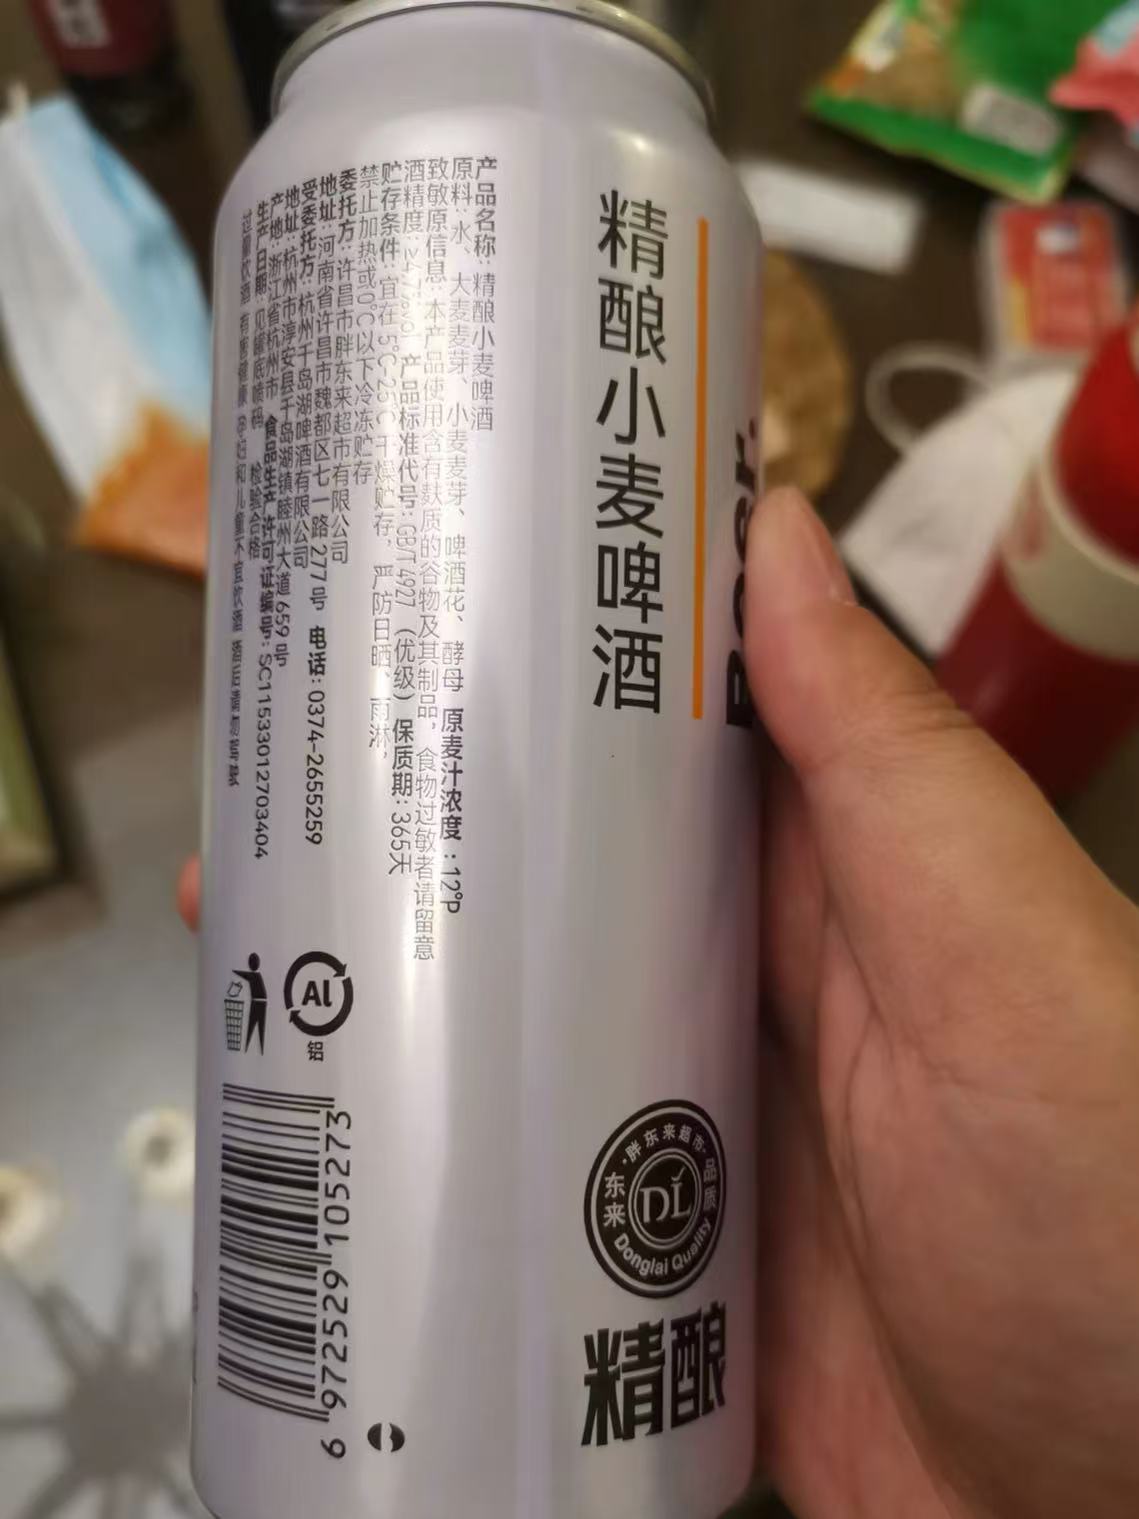 精酿小麦啤酒
Beer.
产品名称：精酿小麦啤酒
原料：水、大麦麦芽、小麦麦芽、啤酒花、酵母 原麦汁浓度：12°P
致敏原信息：本产品使用含有麸质的谷物及其制品，食物过敏者请留意
酒精度：≥4.7%vol 产品标准代号：GB/T 4927（优级）保质期：365天
贮存条件：宜在5℃-25℃干燥贮存，严防日晒、雨淋，
禁止加热或0℃以下冷冻贮存
委托方：许昌市胖东来超市有限公司
地址：河南省许昌市魏都区七一路277号 电话：0374-2655259
受委托方：杭州千岛湖啤酒有限公司
地址：杭州市淳安县千岛湖镇睦州大道659号
产地：浙江省杭州市 食品生产许可证编号：SC11533012703404
生产日期：见罐底喷码 检验合格
过量饮酒 有害健康 孕妇和儿童不宜饮酒
Al
铝
6 972529 105273
·胖东来超市·
东来
品质
DL
Donglai Quality
精酿